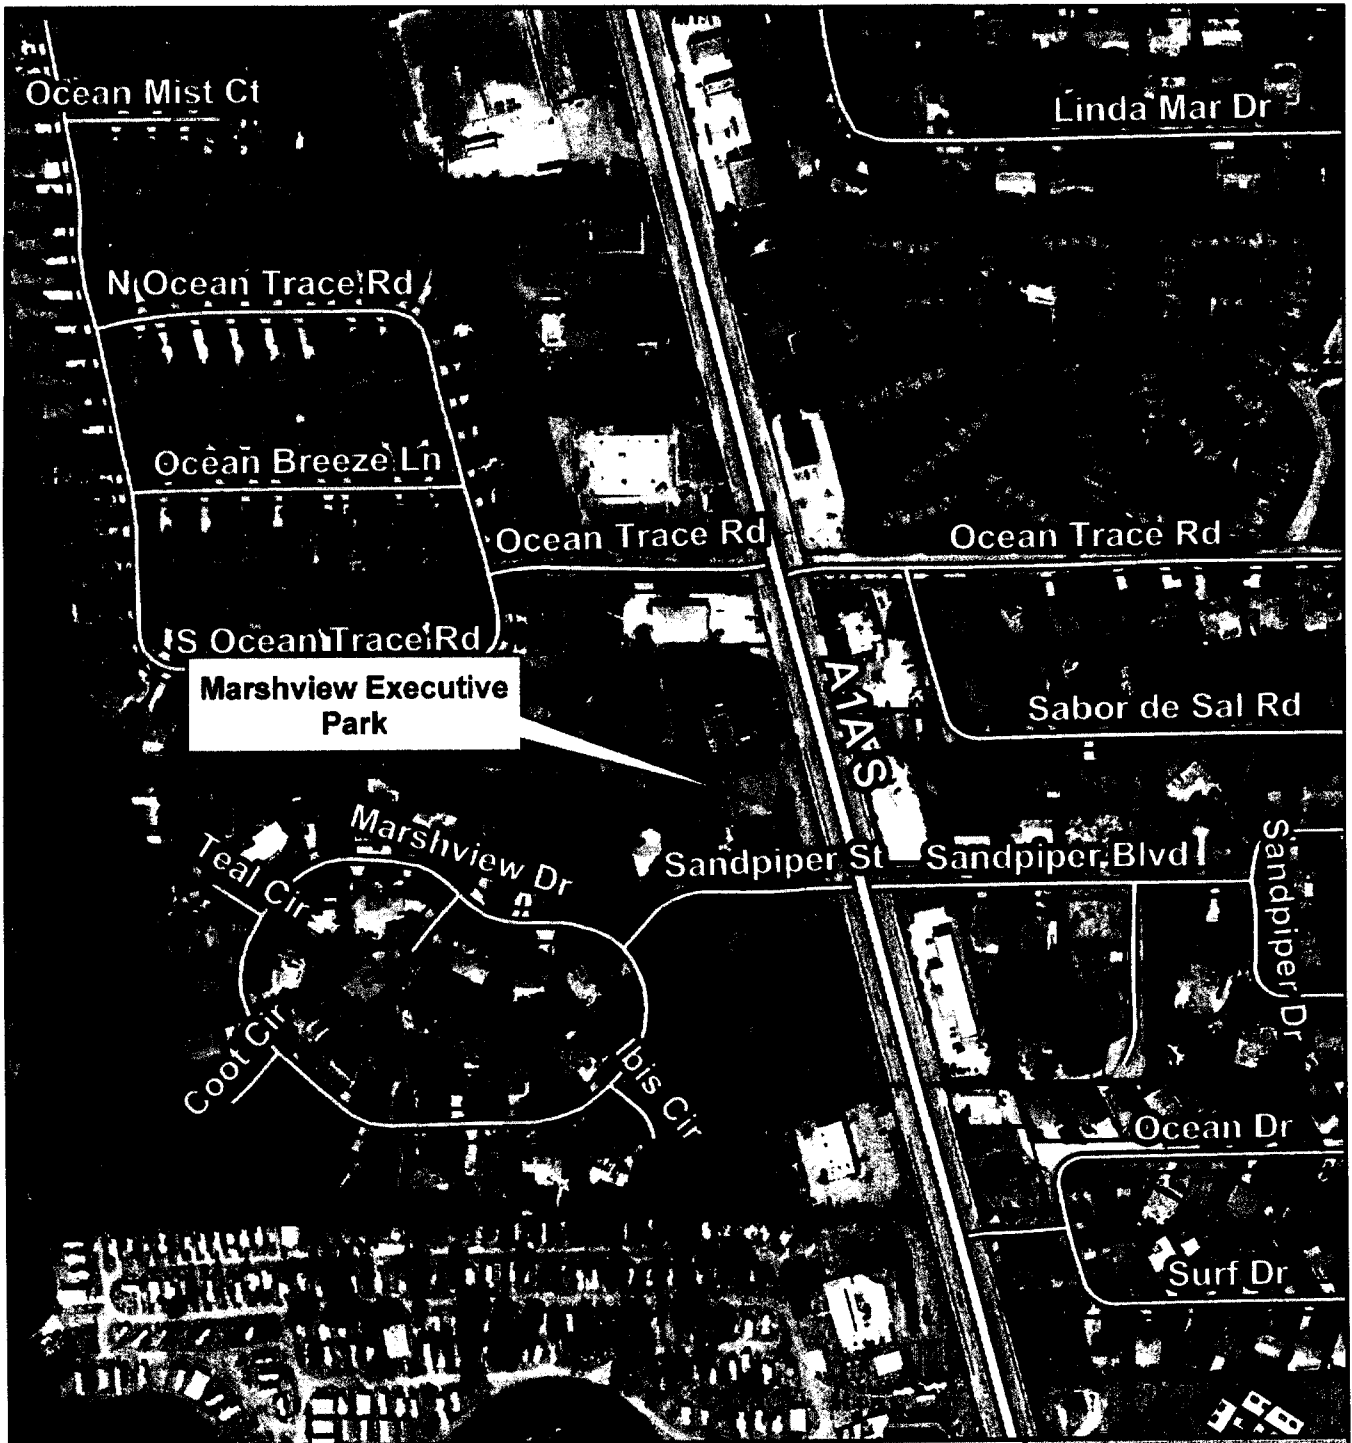 Ocean Mist Ct
Linda Mar Dr
N Ocean Trace Rd
Ocean Breeze Ln
Ocean Trace Rd
Ocean Trace Rd
S Ocean Trace Rd
Marshview Executive
Park
A1A S
Sabor de Sal Rd
Marshview Dr
Teal Cir
Sandpiper St
Sandpiper Blvd
Sandpiper Dr
Coot Cir
Ibis Cir
Ocean Dr
Surf Dr